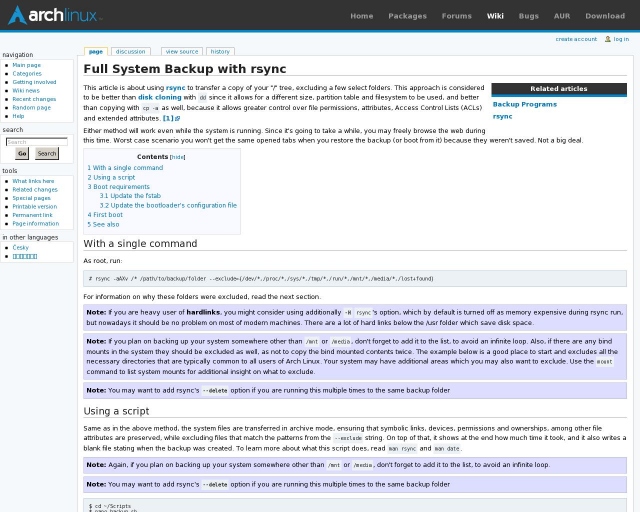 archlinux
Home Packages Forums Wiki Bugs AUR Download
create account log in
page discussion view source history
navigation
Main page
Categories
Getting involved
Wiki news
Recent changes
Random page
Help
search
Search
Go Search
tools
What links here
Related changes
Special pages
Printable version
Permanent link
Page information
in other languages
Česky
Full System Backup with rsync
This article is about using rsync to transfer a copy of your "/" tree, excluding a few select folders. This approach is considered
to be better than disk cloning with dd since it allows for a different size, partition table and filesystem to be used, and better
than copying with cp -a as well, because it allows greater control over file permissions, attributes, Access Control Lists (ACLs)
and extended attributes. [1]
Related articles
Backup Programs
rsync
Either method will work even while the system is running. Since it's going to take a while, you may freely browse the web during
this time. Worst case scenario you won't get the same opened tabs when you restore the backup (or boot from it) because they weren't saved. Not a big deal.
Contents [hide]
1 With a single command
2 Using a script
3 Boot requirements
3.1 Update the fstab
3.2 Update the bootloader's configuration file
4 First boot
5 See also
With a single command
As root, run:
# rsync -aAXv /* /path/to/backup/folder --exclude={/dev/*,/proc/*,/sys/*,/tmp/*,/run/*,/mnt/*,/media/*,/lost+found}
For information on why these folders were excluded, read the next section.
Note: If you are heavy user of hardlinks, you might consider using additionally -H rsync's option, which by default is turned off as memory expensive during rsync run,
but nowadays it should be no problem on most of modern machines. There are a lot of hard links below the /usr folder which save disk space.
Note: If you plan on backing up your system somewhere other than /mnt or /media, don't forget to add it to the list, to avoid an infinite loop. Also, if there are any bind
mounts in the system they should be excluded as well, as not to copy the bind mounted contents twice. The example below is a good place to start and excludes all the
necessary directories that are typically common to all users of Arch Linux. Your system may have additional areas which you may also want to exclude. Use the mount
command to list system mounts for additional insight on what to exclude.
Note: You may want to add rsync's --delete option if you are running this multiple times to the same backup folder
Using a script
Same as in the above method, the system files are transferred in archive mode, ensuring that symbolic links, devices, permissions and ownerships, among other file
attributes are preserved, while excluding files that match the patterns from the --exclude string. On top of that, it shows at the end how much time it took, and it also writes a
blank file stating when the backup was created. To learn more about what this script does, read man rsync and man date.
Note: Again, if you plan on backing up your system somewhere other than /mnt or /media, don't forget to add it to the list, to avoid an infinite loop.
Note: You may want to add rsync's --delete option if you are running this multiple times to the same backup folder
$ cd ~/Scripts